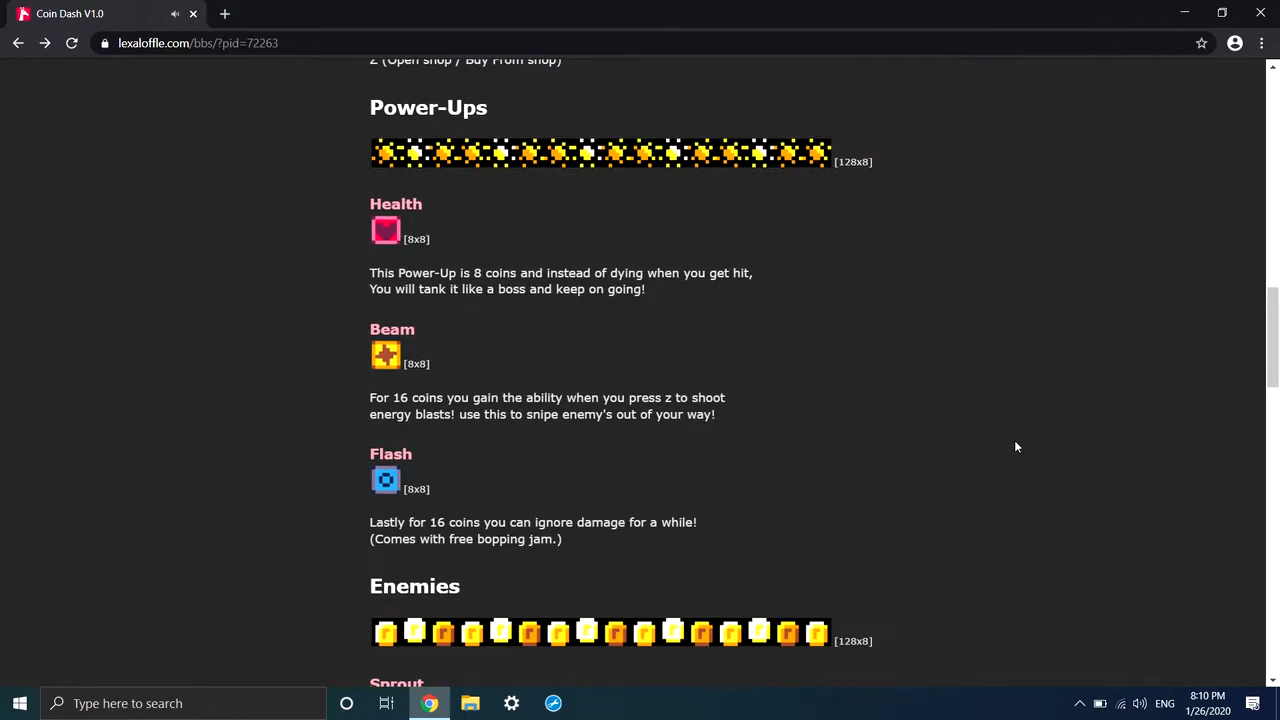 Coin Dash V1.0
lexaloffle.com/bbs/?pid=72263
Z (Open shop / Buy From shop)
Power-Ups
[128x8]
Health
[8x8]
This Power-Up is 8 coins and instead of dying when you get hit,
You will tank it like a boss and keep on going!
Beam
[8x8]
For 16 coins you gain the ability when you press z to shoot
energy blasts! use this to snipe enemy's out of your way!
Flash
[8x8]
Lastly for 16 coins you can ignore damage for a while!
(Comes with free bopping jam.)
Enemies
[128x8]
Sprout
Type here to search
ENG
8:10 PM
1/26/2020